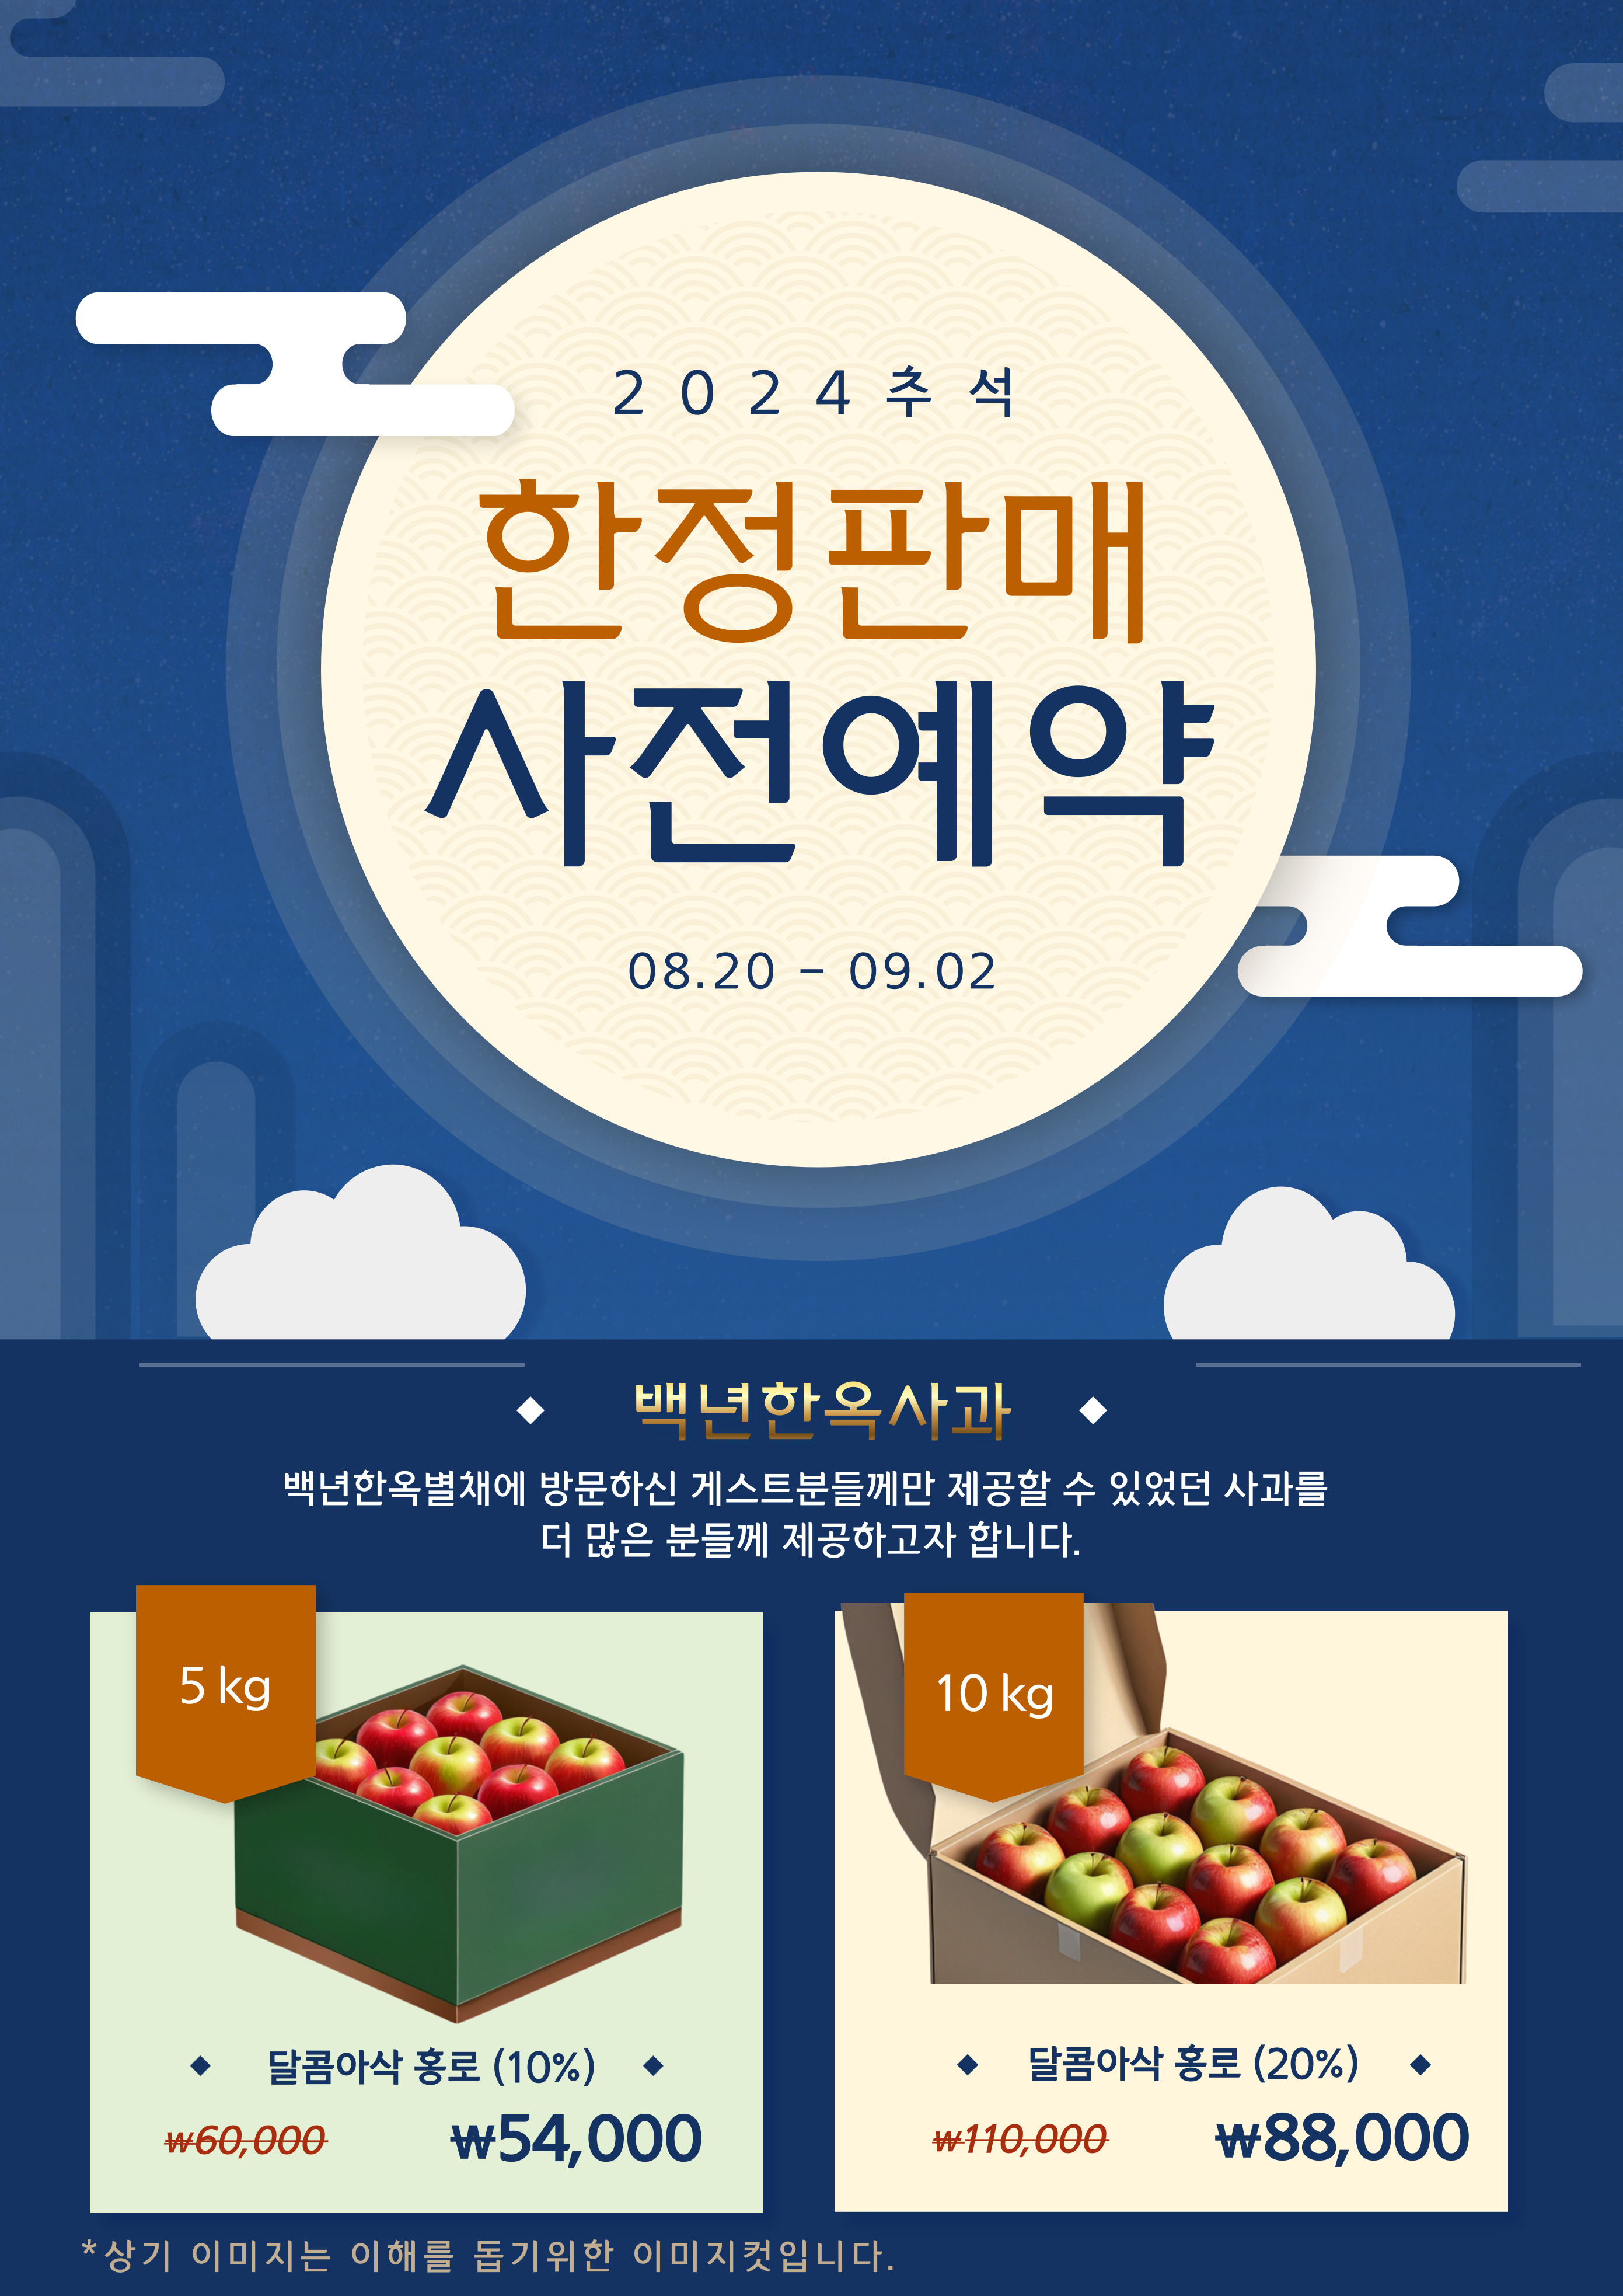 2024추석
한정판매
사전예약
08.20 - 09.02
백년한옥사과
백년한옥별채에 방문하신 게스트분들께만 제공할 수 있었던 사과를
더 많은 분들께 제공하고자 합니다.
5 kg
달콤아삭 홍로 (10%)
₩60,000
₩54,000
10 kg
달콤아삭 홍로 (20%)
₩110,000
₩88,000
*상기 이미지는 이해를 돕기위한 이미지컷입니다.